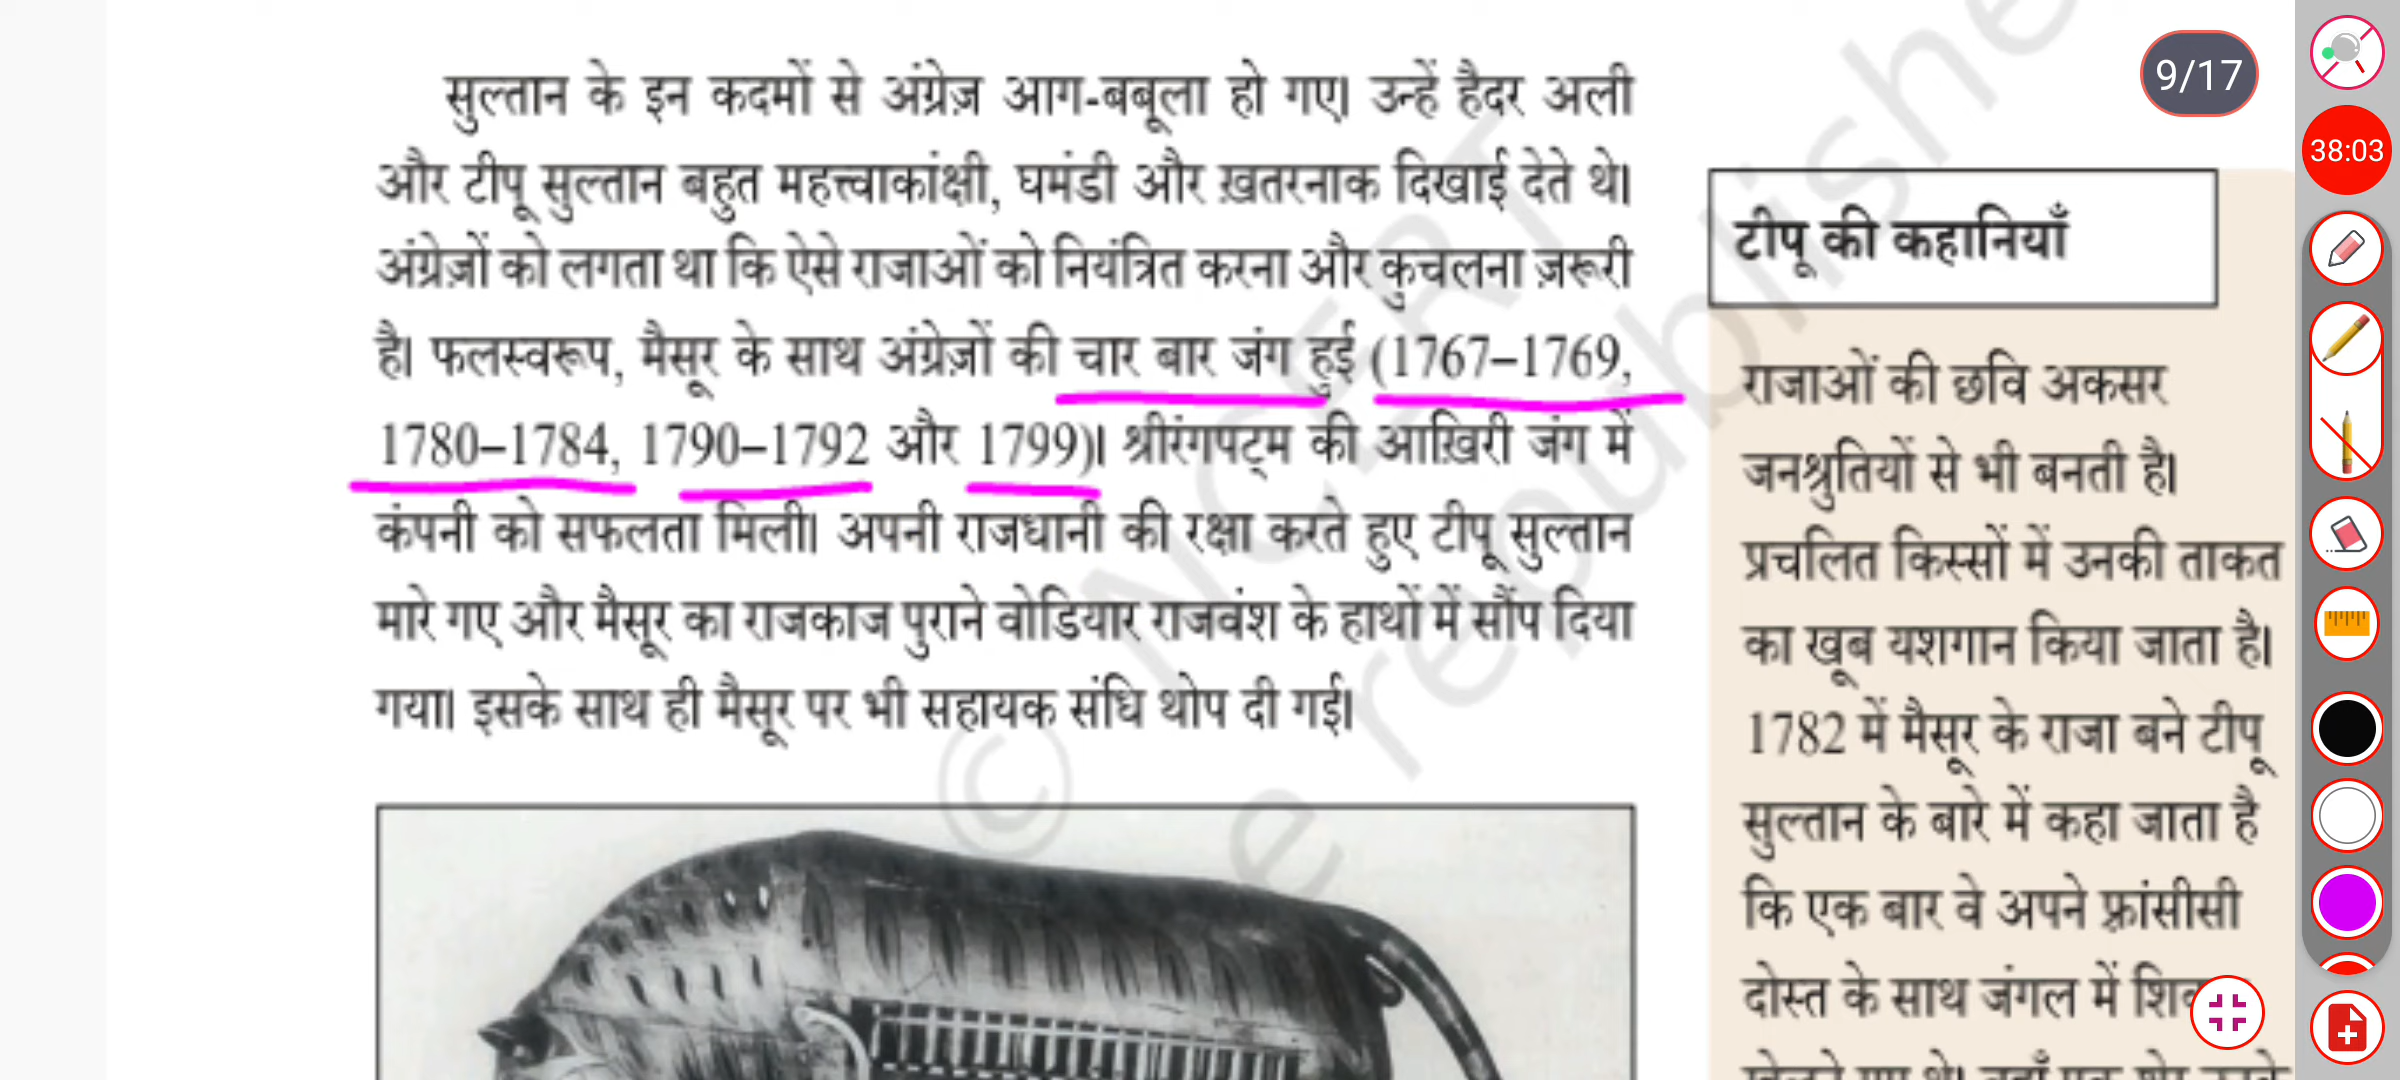 सुल्तान के इन कदमों से अंग्रेज़ आग-बबूला हो गए। उन्हें हैदर अली
और टीपू सुल्तान बहुत महत्त्वाकांक्षी, घमंडी और ख़तरनाक दिखाई देते थे।
अंग्रेज़ों को लगता था कि ऐसे राजाओं को नियंत्रित करना और कुचलना ज़रूरी
है। फलस्वरूप, मैसूर के साथ अंग्रेज़ों की चार बार जंग हुई (1767–1769,
1780–1784, 1790–1792 और 1799)। श्रीरंगपट्म की आख़िरी जंग में
कंपनी को सफलता मिली। अपनी राजधानी की रक्षा करते हुए टीपू सुल्तान
मारे गए और मैसूर का राजकाज पुराने वोडियार राजवंश के हाथों में सौंप दिया
गया। इसके साथ ही मैसूर पर भी सहायक संधि थोप दी गई।
9/17
38:03
टीपू की कहानियाँ
राजाओं की छवि अकसर
जनश्रुतियों से भी बनती है।
प्रचलित किस्सों में उनकी ताकत
का खूब यशगान किया जाता है।
1782 में मैसूर के राजा बने टीपू
सुल्तान के बारे में कहा जाता है
कि एक बार वे अपने फ़्रांसीसी
दोस्त के साथ जंगल में
© NCERT
republishe